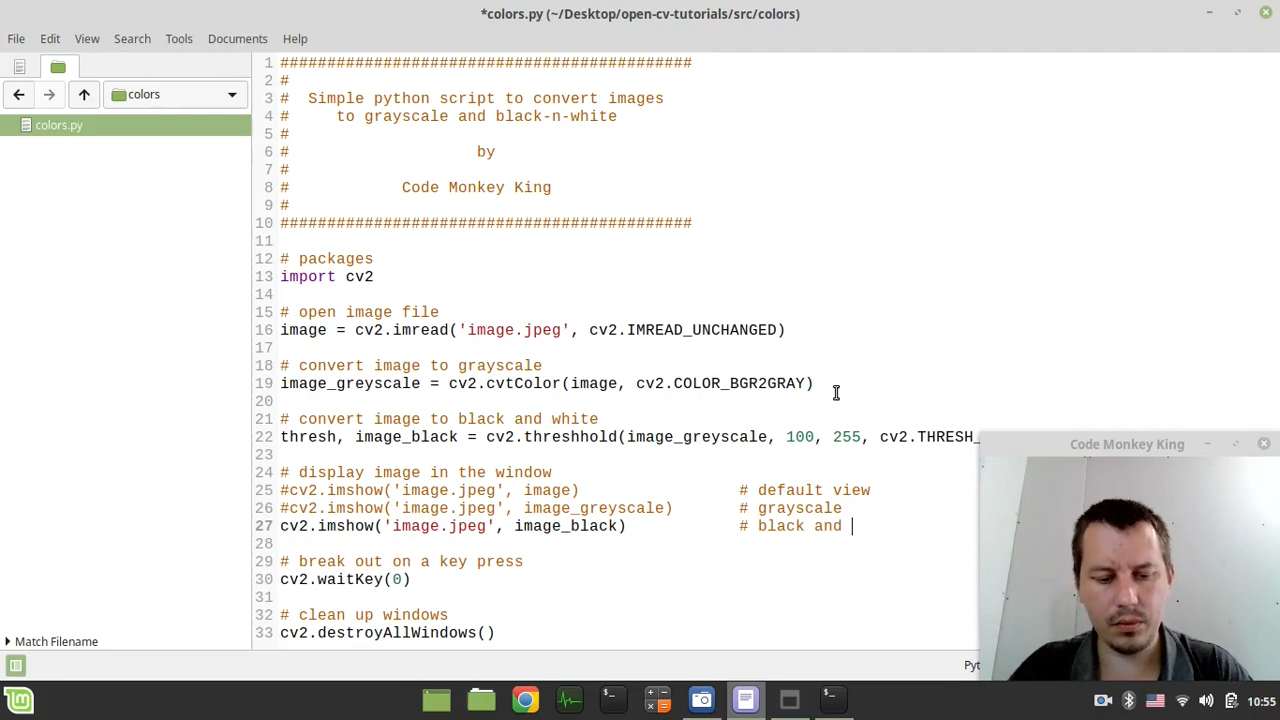 *colors.py (~/Desktop/open-cv-tutorials/src/colors)
File Edit View Search Tools Documents Help
colors
colors.py
1 ############################################
2 #
3 #  Simple python script to convert images
4 #     to grayscale and black-n-white
5 #
6 #                    by
7 #
8 #            Code Monkey King
9 #
10 ############################################
11
12 # packages
13 import cv2
14
15 # open image file
16 image = cv2.imread('image.jpeg', cv2.IMREAD_UNCHANGED)
17
18 # convert image to grayscale
19 image_greyscale = cv2.cvtColor(image, cv2.COLOR_BGR2GRAY)
20
21 # convert image to black and white
22 thresh, image_black = cv2.threshhold(image_greyscale, 100, 255, cv2.THRESH_
23
24 # display image in the window
25 #cv2.imshow('image.jpeg', image)                 # default view
26 #cv2.imshow('image.jpeg', image_greyscale)       # grayscale
27 cv2.imshow('image.jpeg', image_black)            # black and
28
29 # break out on a key press
30 cv2.waitKey(0)
31
32 # clean up windows
33 cv2.destroyAllWindows()
Code Monkey King
Match Filename
Pyt
10:55